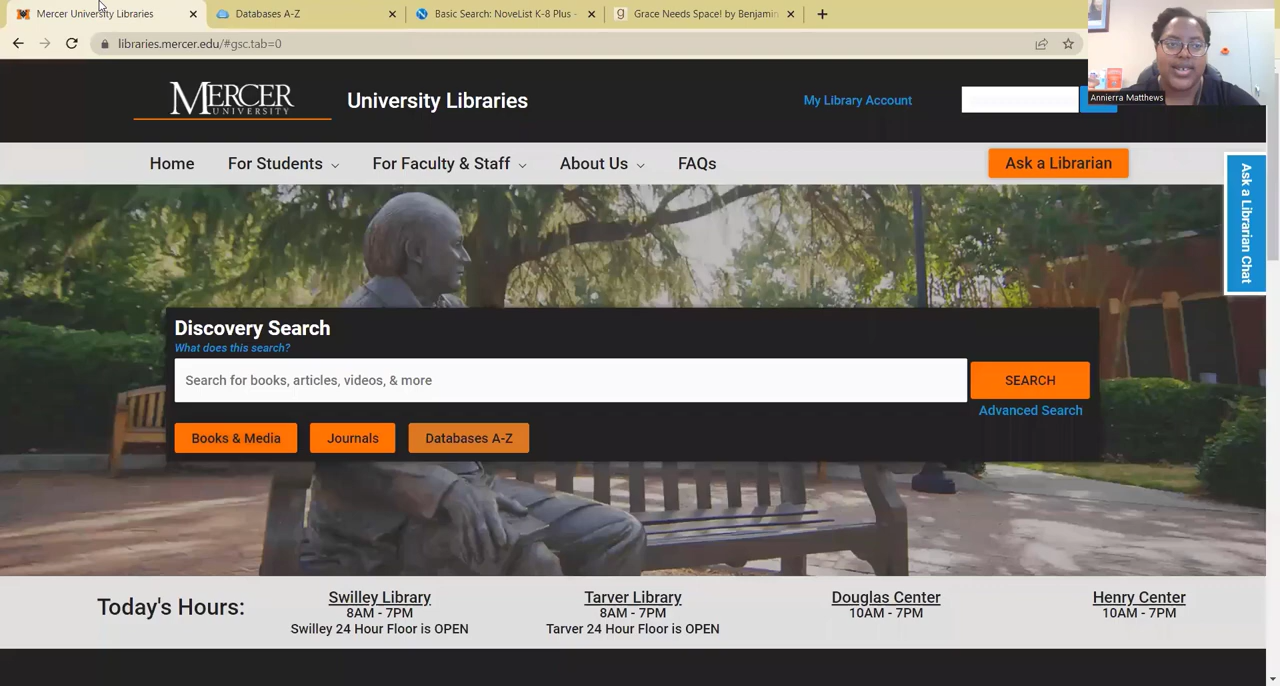 Mercer University Libraries
Databases A-Z
Basic Search: NoveList K-8 Plus -
Grace Needs Space! by Benjamin
libraries.mercer.edu/#gsc.tab=0
Annierra Matthews
MERCER
UNIVERSITY
University Libraries
My Library Account
Home
For Students
For Faculty & Staff
About Us
FAQs
Ask a Librarian
Ask a Librarian Chat
Discovery Search
What does this search?
Search for books, articles, videos, & more
SEARCH
Advanced Search
Books & Media
Journals
Databases A-Z
Today's Hours:
Swilley Library
8AM - 7PM
Swilley 24 Hour Floor is OPEN
Tarver Library
8AM - 7PM
Tarver 24 Hour Floor is OPEN
Douglas Center
10AM - 7PM
Henry Center
10AM - 7PM